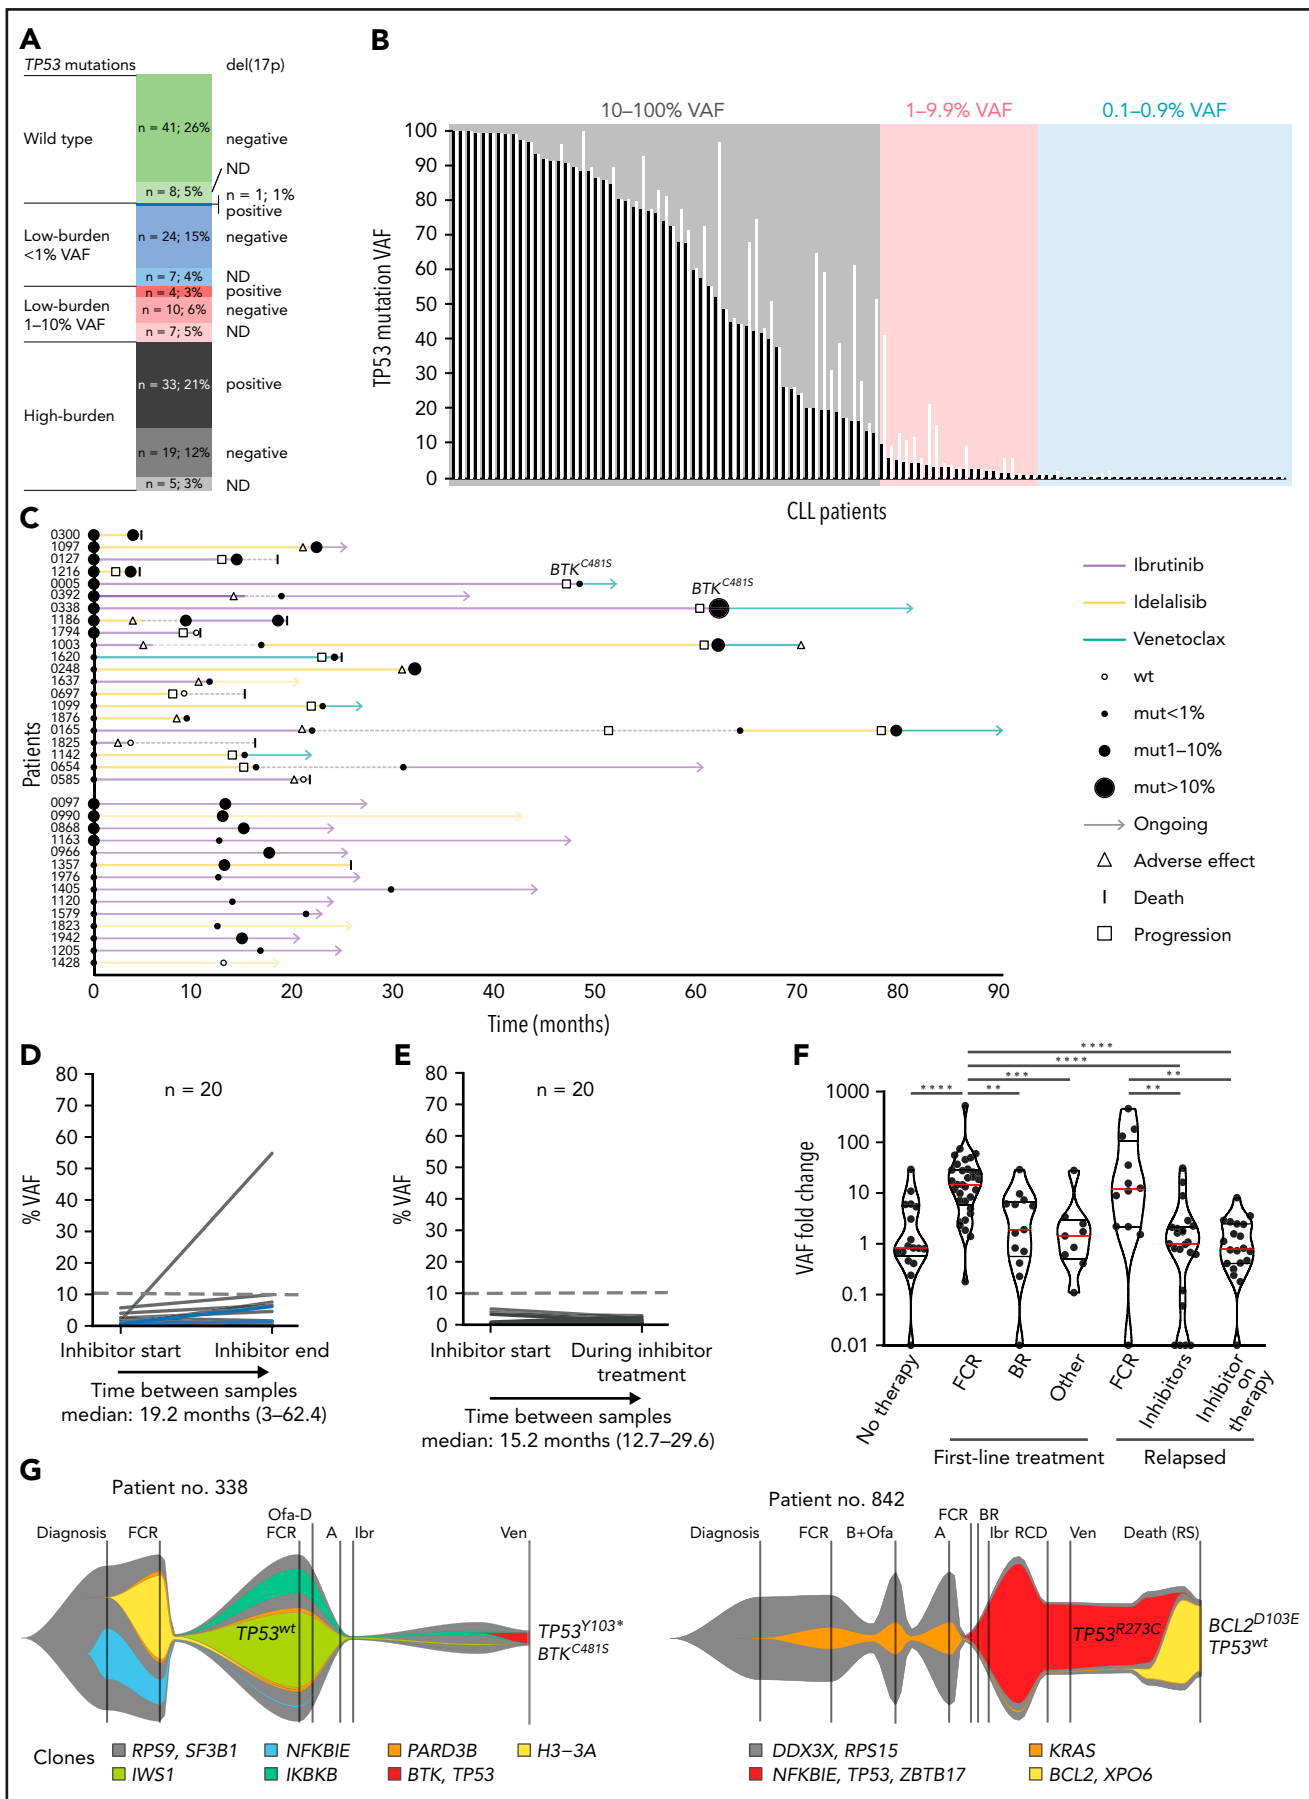 A
TP53 mutations
del(17p)
Wild type
n = 41; 26%
negative
ND
n = 8; 5%
n = 1; 1%
positive
Low-burden
<1% VAF
n = 24; 15%
negative
n = 7; 4%
ND
Low-burden
1–10% VAF
n = 4; 3%
positive
n = 10; 6%
negative
n = 7; 5%
ND
High-burden
n = 33; 21%
positive
n = 19; 12%
negative
n = 5; 3%
ND
B
10–100% VAF
1–9.9% VAF
0.1–0.9% VAF
TP53 mutation VAF
100
90
80
70
60
50
40
30
20
10
0
CLL patients
C
Patients
0300
1097
0127
1216
0005
0392
0338
1186
1794
1003
1620
0248
1637
0697
1099
1876
0165
1825
1142
0654
0585
0097
0990
0868
1163
0966
1357
1976
1405
1120
1579
1823
1942
1205
1428
BTK C481S
BTK C481S
0 10 20 30 40 50 60 70 80 90
Time (months)
Ibrutinib
Idelalisib
Venetoclax
wt
mut<1%
mut1–10%
mut>10%
Ongoing
Adverse effect
Death
Progression
D
n = 20
% VAF
80
70
60
50
40
30
20
10
0
Inhibitor start
Inhibitor end
Time between samples
median: 19.2 months (3–62.4)
E
n = 20
% VAF
80
70
60
50
40
30
20
10
0
Inhibitor start
During inhibitor
treatment
Time between samples
median: 15.2 months (12.7–29.6)
F
****
****
*** **
**** ** **
VAF fold change
1000
100
10
1
0.1
0.01
No therapy
FCR
BR
Other
FCR
Inhibitors
Inhibitor on
therapy
First-line treatment
Relapsed
G
Patient no. 338
Diagnosis
FCR
Ofa-D
FCR
A
Ibr
Ven
TP53wt
TP53Y103*
BTK C481S
Patient no. 842
Diagnosis
FCR
B+Ofa
A
FCR
BR
Ibr
RCD
Ven
Death (RS)
TP53R273C
BCL2D103E
TP53wt
Clones
RPS9, SF3B1
NFKBIE
PARD3B
H3–3A
IWS1
IKBKB
BTK, TP53
DDX3X, RPS15
KRAS
NFKBIE, TP53, ZBTB17
BCL2, XPO6